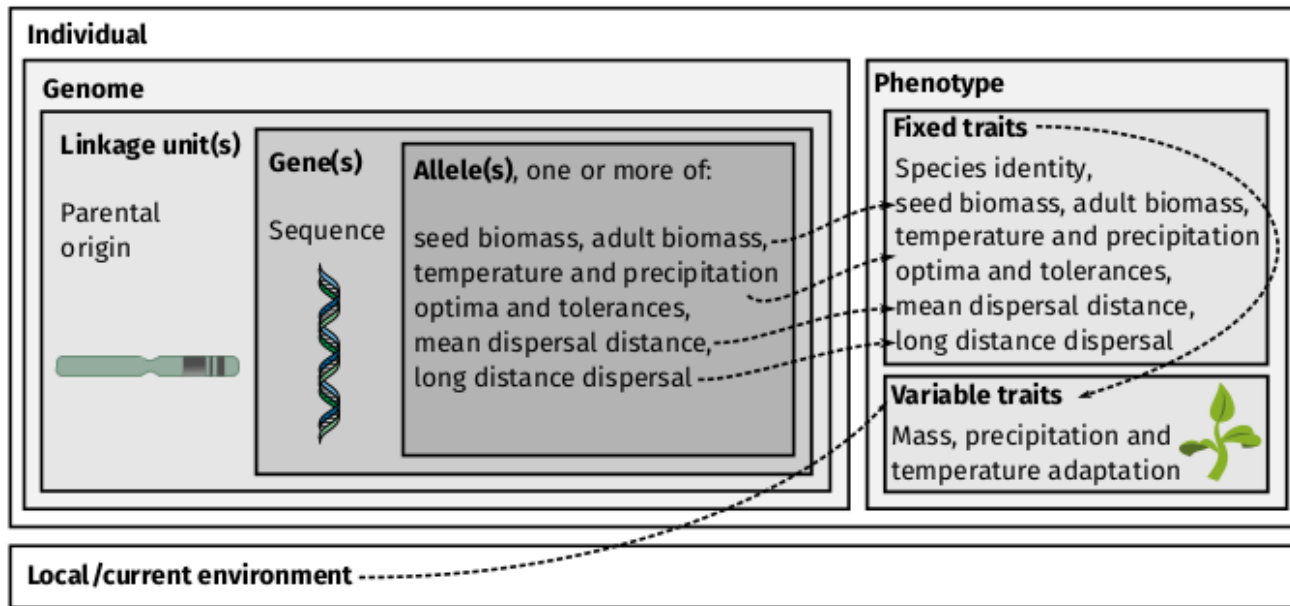 Individual
Genome
Linkage unit(s)
Parental
origin
Gene(s)
Sequence
Allele(s), one or more of:
seed biomass, adult biomass,
temperature and precipitation
optima and tolerances,
mean dispersal distance,
long distance dispersal
Phenotype
Fixed traits
Species identity,
seed biomass, adult biomass,
temperature and precipitation
optima and tolerances,
mean dispersal distance,
long distance dispersal
Variable traits
Mass, precipitation and
temperature adaptation
Local/current environment